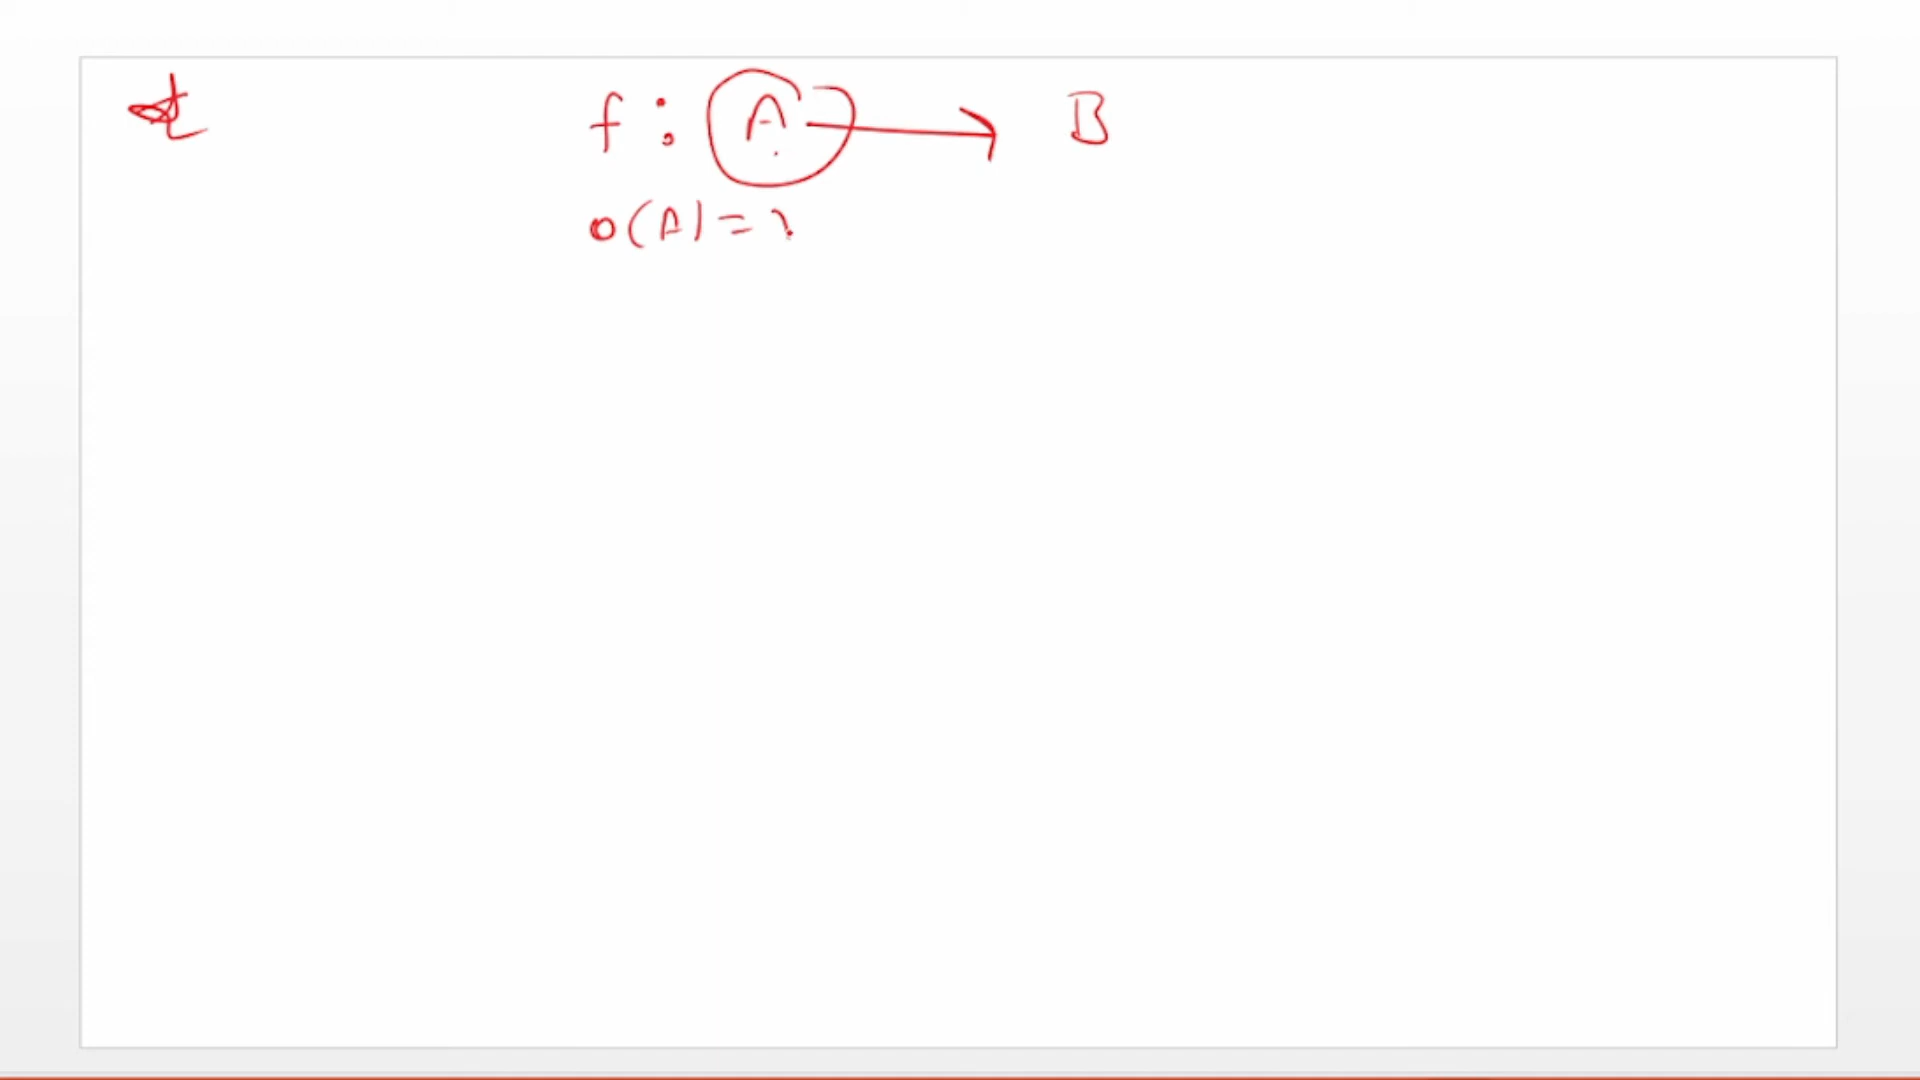 f : A → B
o(A) =